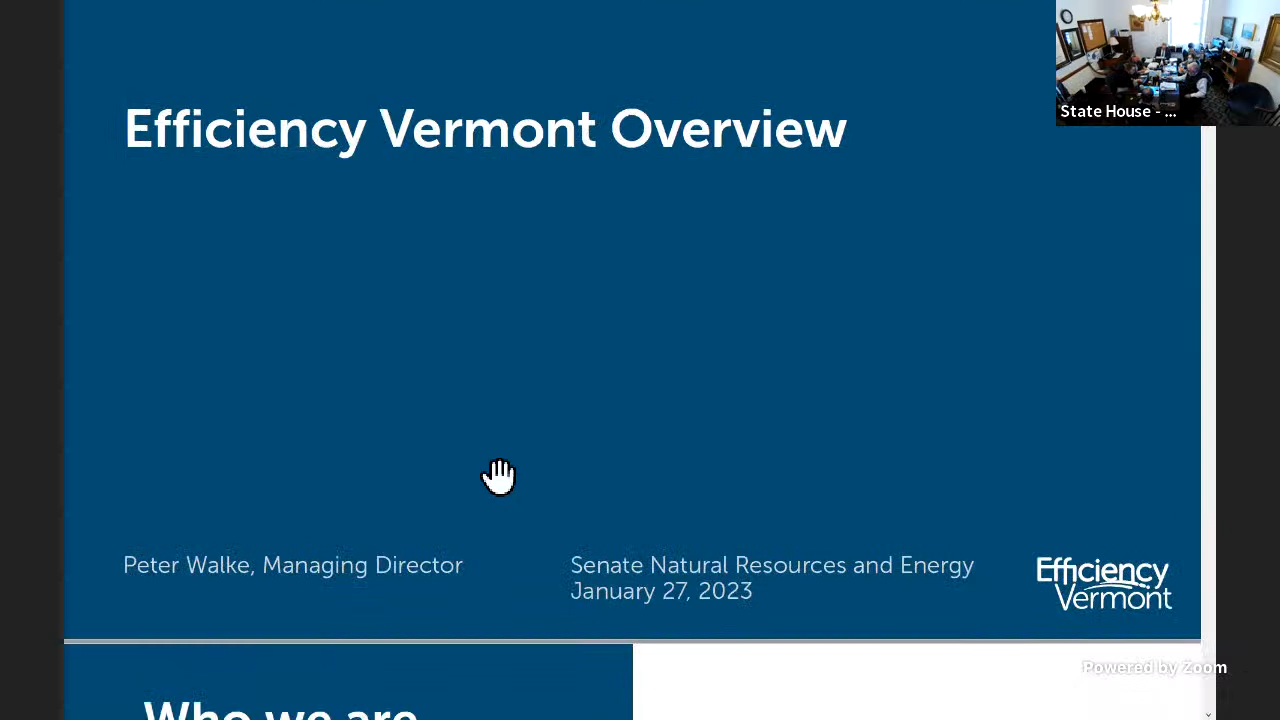 State House - ...
Efficiency Vermont Overview
Peter Walke, Managing Director
Senate Natural Resources and Energy
January 27, 2023
Efficiency
Vermont
Powered by Zoom
Who we are